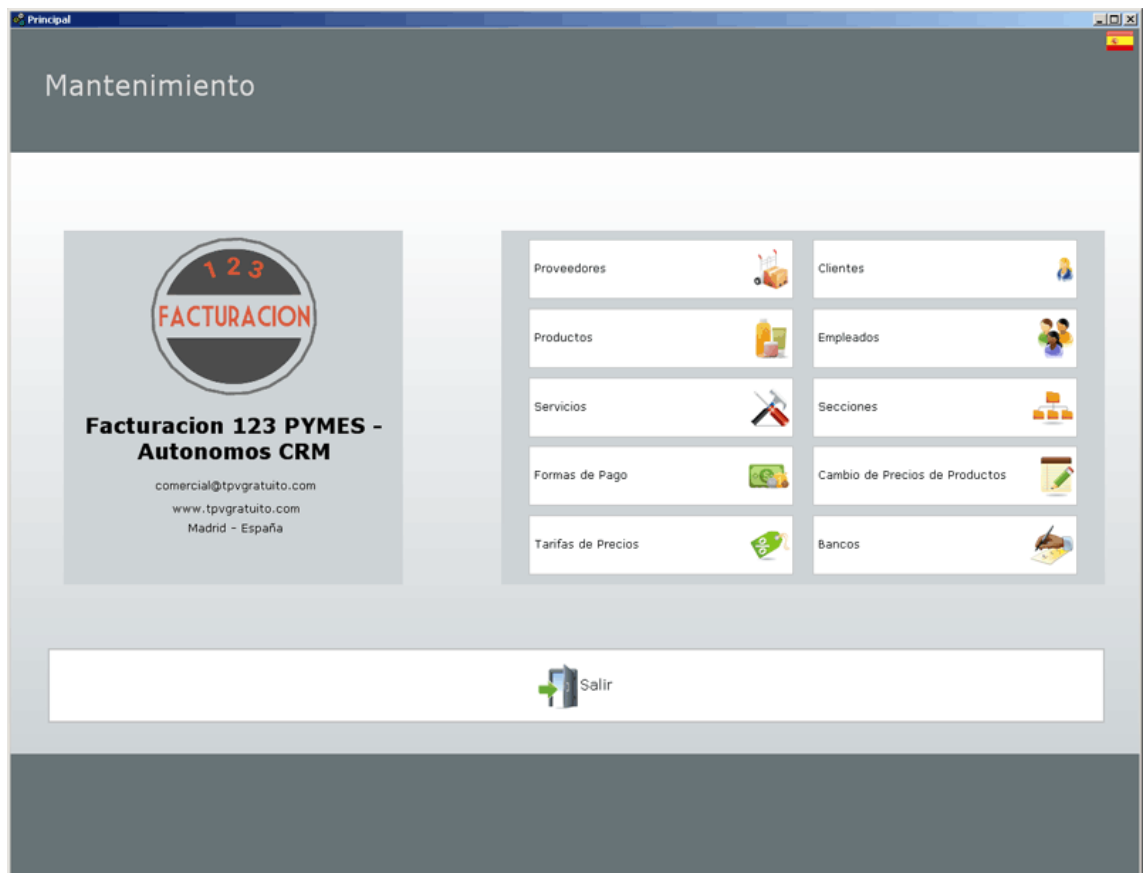 Principal
Mantenimiento
1 2 3
FACTURACION
Facturacion 123 PYMES -
Autonomos CRM
comercial@tpvgratuito.com
www.tpvgratuito.com
Madrid - España
Proveedores
Clientes
Productos
Empleados
Servicios
Secciones
Formas de Pago
Cambio de Precios de Productos
Tarifas de Precios
Bancos
Salir